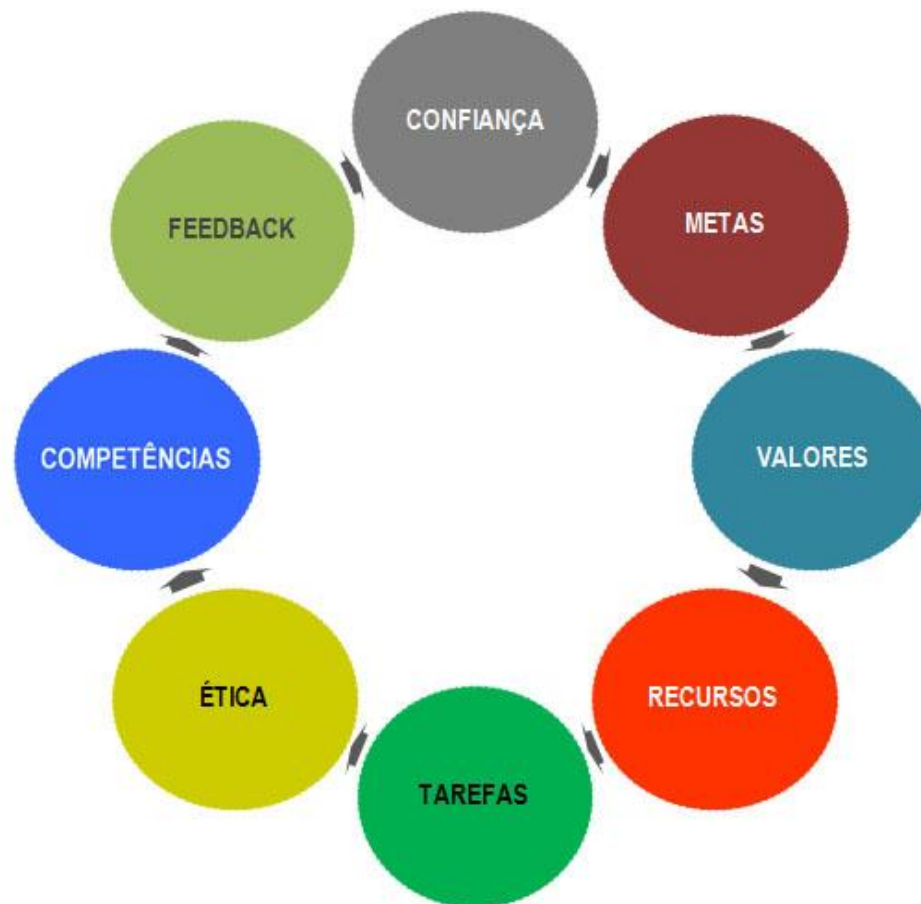 CONFIANÇA
METAS
VALORES
RECURSOS
TAREFAS
ÉTICA
COMPETÊNCIAS
FEEDBACK